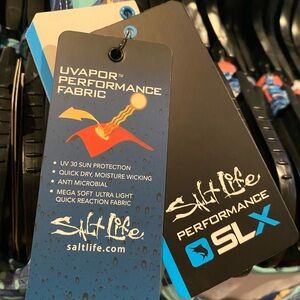 UVAPOR™
PERFORMANCE
FABRIC
• UV 30 SUN PROTECTION
• QUICK DRY, MOISTURE WICKING
• ANTI MICROBIAL
• MEGA SOFT ULTRA LIGHT
QUICK REACTION FABRIC
Salt Life
saltlife.com
Salt Life
PERFORMANCE
SLX